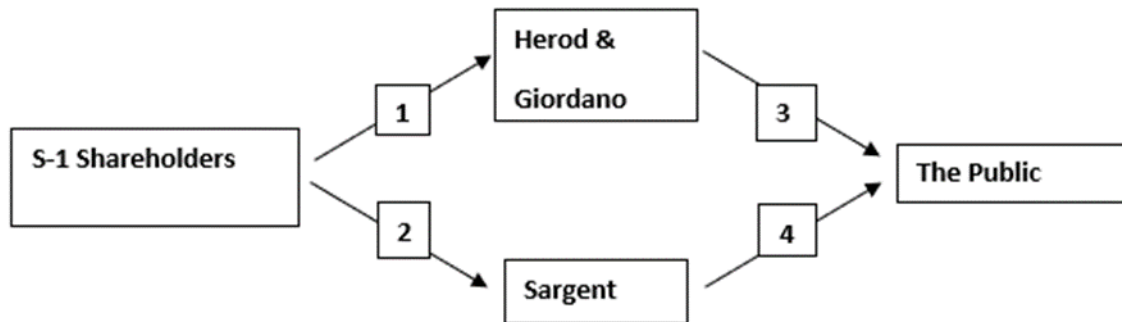 Herod &
Giordano
1
3
S-1 Shareholders
The Public
2
4
Sargent